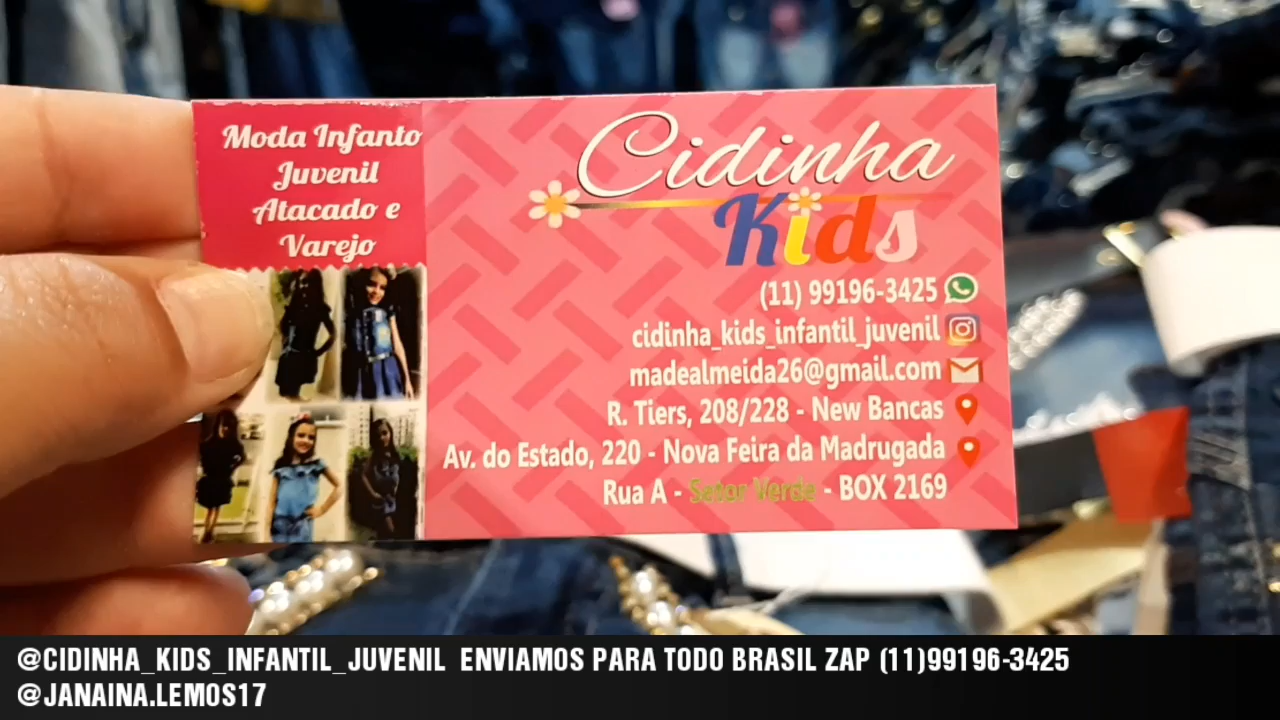 Moda Infanto
Juvenil
Atacado e
Varejo
Cidinha
Kids
(11) 99196-3425
cidinha_kids_infantil_juvenil
madealmeida26@gmail.com
R. Tiers, 208/228 - New Bancas
Av. do Estado, 220 - Nova Feira da Madrugada
Rua A - Setor Verde - BOX 2169
@CIDINHA_KIDS_INFANTIL_JUVENIL ENVIAMOS PARA TODO BRASIL ZAP (11)99196-3425
@JANAINA.LEMOS17